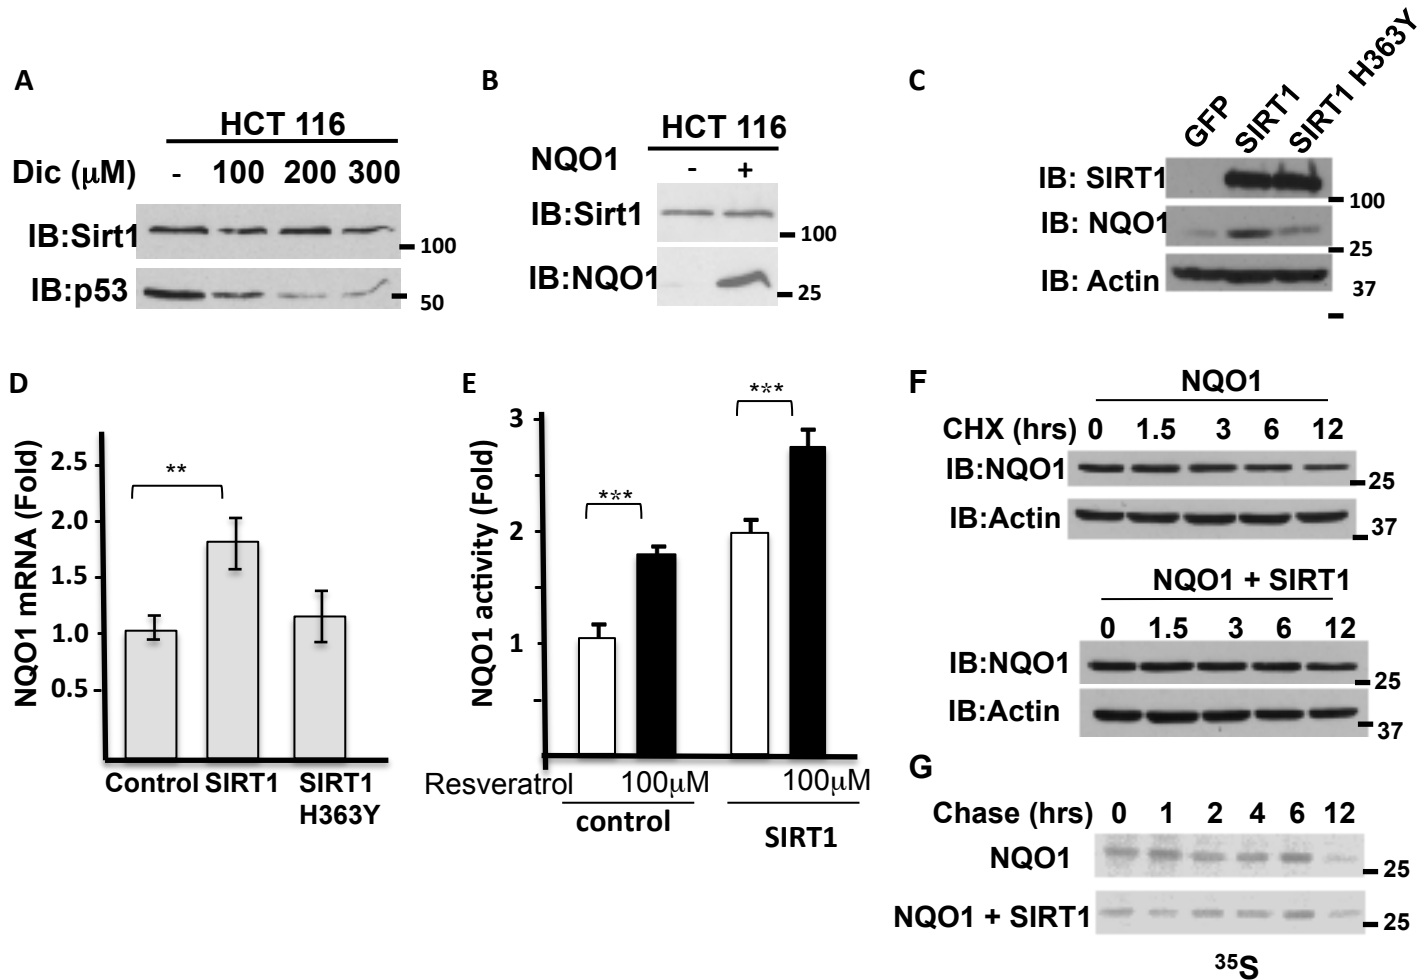 A
HCT 116
Dic (μM) - 100 200 300
IB:Sirt1
100
IB:p53
50
B
HCT 116
NQO1 - +
IB:Sirt1
100
IB:NQO1
25
C
GFP SIRT1 SIRT1 H363Y
IB: SIRT1
100
IB: NQO1
25
IB: Actin
37
D
NQO1 mRNA (Fold)
2.5
2.0
1.5
1.0
0.5
**
Control SIRT1 SIRT1
H363Y
E
NQO1 activity (Fold)
3
2
1
***
***
Resveratrol 100μM 100μM
control SIRT1
F
NQO1
CHX (hrs) 0 1.5 3 6 12
IB:NQO1
25
IB:Actin
37
NQO1 + SIRT1
0 1.5 3 6 12
IB:NQO1
25
IB:Actin
37
G
Chase (hrs) 0 1 2 4 6 12
NQO1
25
NQO1 + SIRT1
25
³⁵S